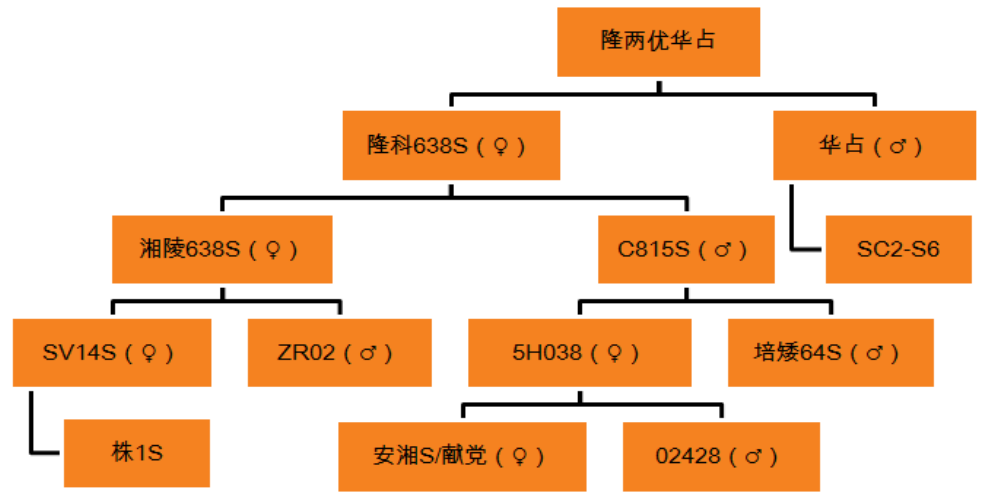 隆两优华占
隆科638S（♀）
华占（♂）
湘陵638S（♀）
C815S（♂）
SC2-S6
SV14S（♀）
ZR02（♂）
5H038（♀）
培矮64S（♂）
株1S
安湘S/献党（♀）
02428（♂）